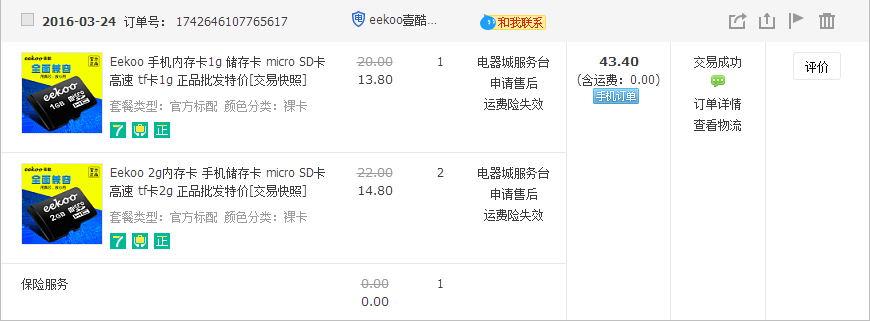 2016-03-24 订单号: 1742646107765617 eekoo壹酷... 和我联系
eekoo
全面兼容
eekoo
1GB
Eekoo 手机内存卡1g 储存卡 micro SD卡
高速 tf卡1g 正品批发特价[交易快照]
套餐类型: 官方标配 颜色分类: 裸卡
7 正
20.00
13.80
1
电器城服务台
申请售后
运费险失效
43.40
(含运费: 0.00)
手机订单
交易成功
订单详情
查看物流
评价
eekoo
全面兼容
eekoo
2GB
Eekoo 2g内存卡 手机储存卡 micro SD卡
高速 tf卡2g 正品批发特价[交易快照]
套餐类型: 官方标配 颜色分类: 裸卡
7 正
22.00
14.80
2
电器城服务台
申请售后
运费险失效
保险服务
0.00
0.00
1